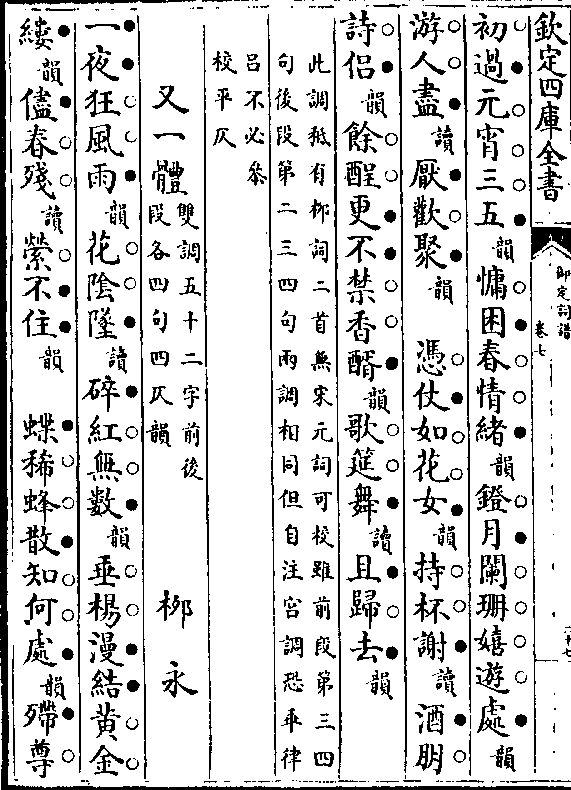 欽定四庫全書
御定詞譜
卷七
初過元宵三五韻慵困春情緒韻鐙月闌珊嬉遊處韻
游人盡讀厭歡聚韻　憑仗如花女韻持杯謝讀酒朋
詩侶韻餘酲更不禁香醑韻歌筵舞讀且歸去韻
此調秪有栁詞二首無宋元詞可校雖前段第三四
句後段第二三四句兩調相同但自注宮調恐乖律
呂不必叅
校平仄
又一體雙調五十二字前後
段各四句四仄韻　栁永
一夜狂風雨韻花陰墜讀碎紅無數韻垂楊漫結黃金
縷韻儘春殘讀縈不住韻　蝶稀蜂散知何處韻殢尊